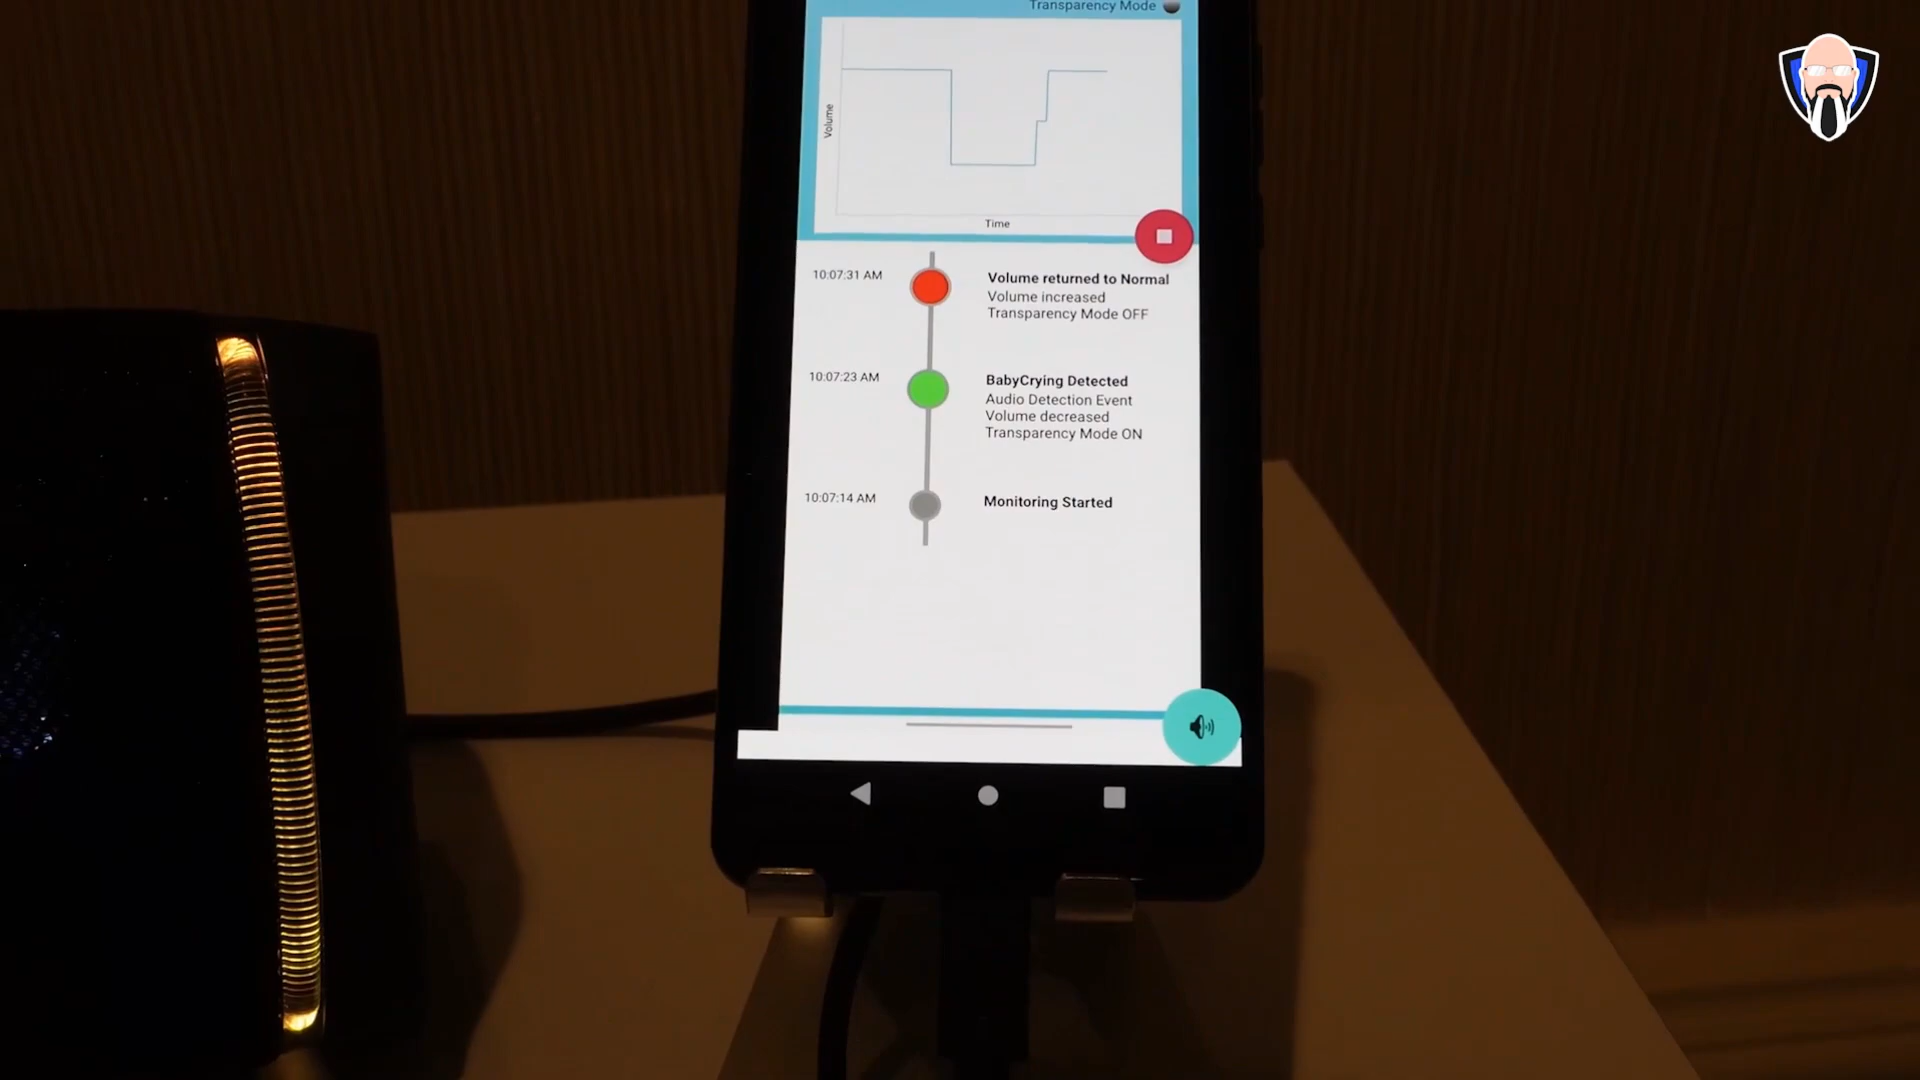 Transparency Mode
Volume
Time
10:07:31 AM
Volume returned to Normal
Volume increased
Transparency Mode OFF
10:07:23 AM
BabyCrying Detected
Audio Detection Event
Volume decreased
Transparency Mode ON
10:07:14 AM
Monitoring Started